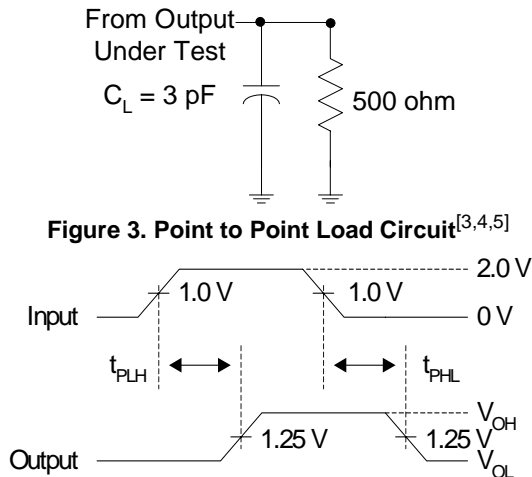 From Output
Under Test
C_L = 3 pF
500 ohm
Figure 3. Point to Point Load Circuit[3,4,5]
2.0 V
1.0 V 1.0 V
Input 0 V
t_PLH t_PHL
V_OH
1.25 V 1.25 V
Output V_OL